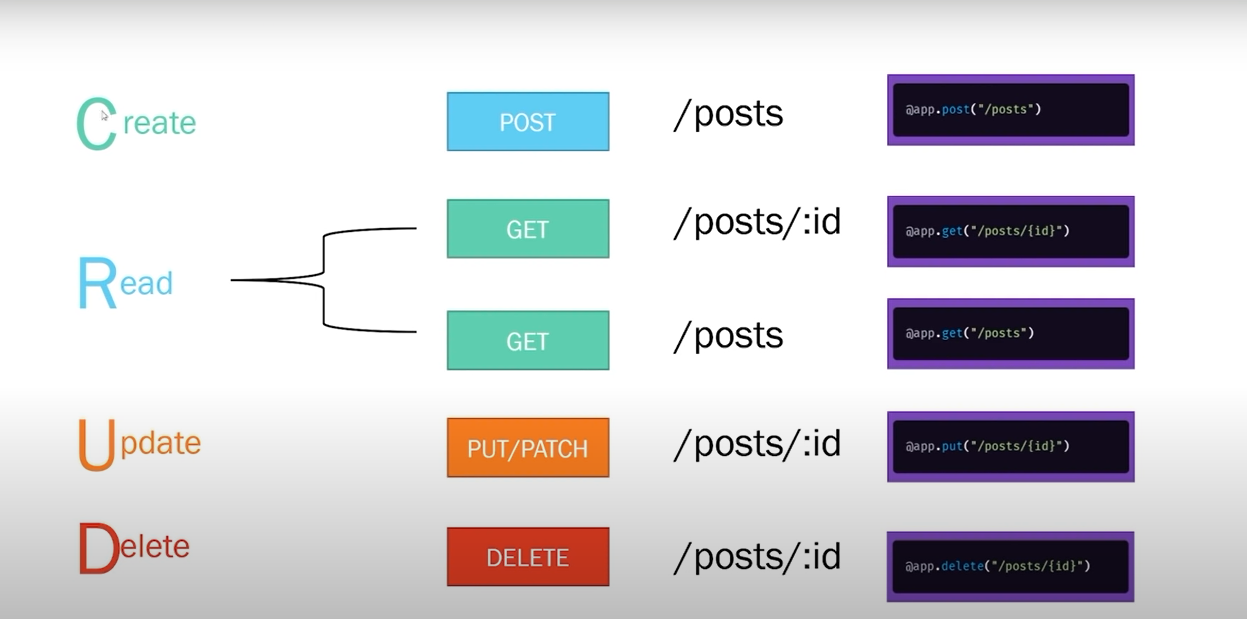 Create POST /posts @app.post("/posts")
GET /posts/:id @app.get("/posts/{id}")
Read
GET /posts @app.get("/posts")
Update PUT/PATCH /posts/:id @app.put("/posts/{id}")
Delete DELETE /posts/:id @app.delete("/posts/{id}")